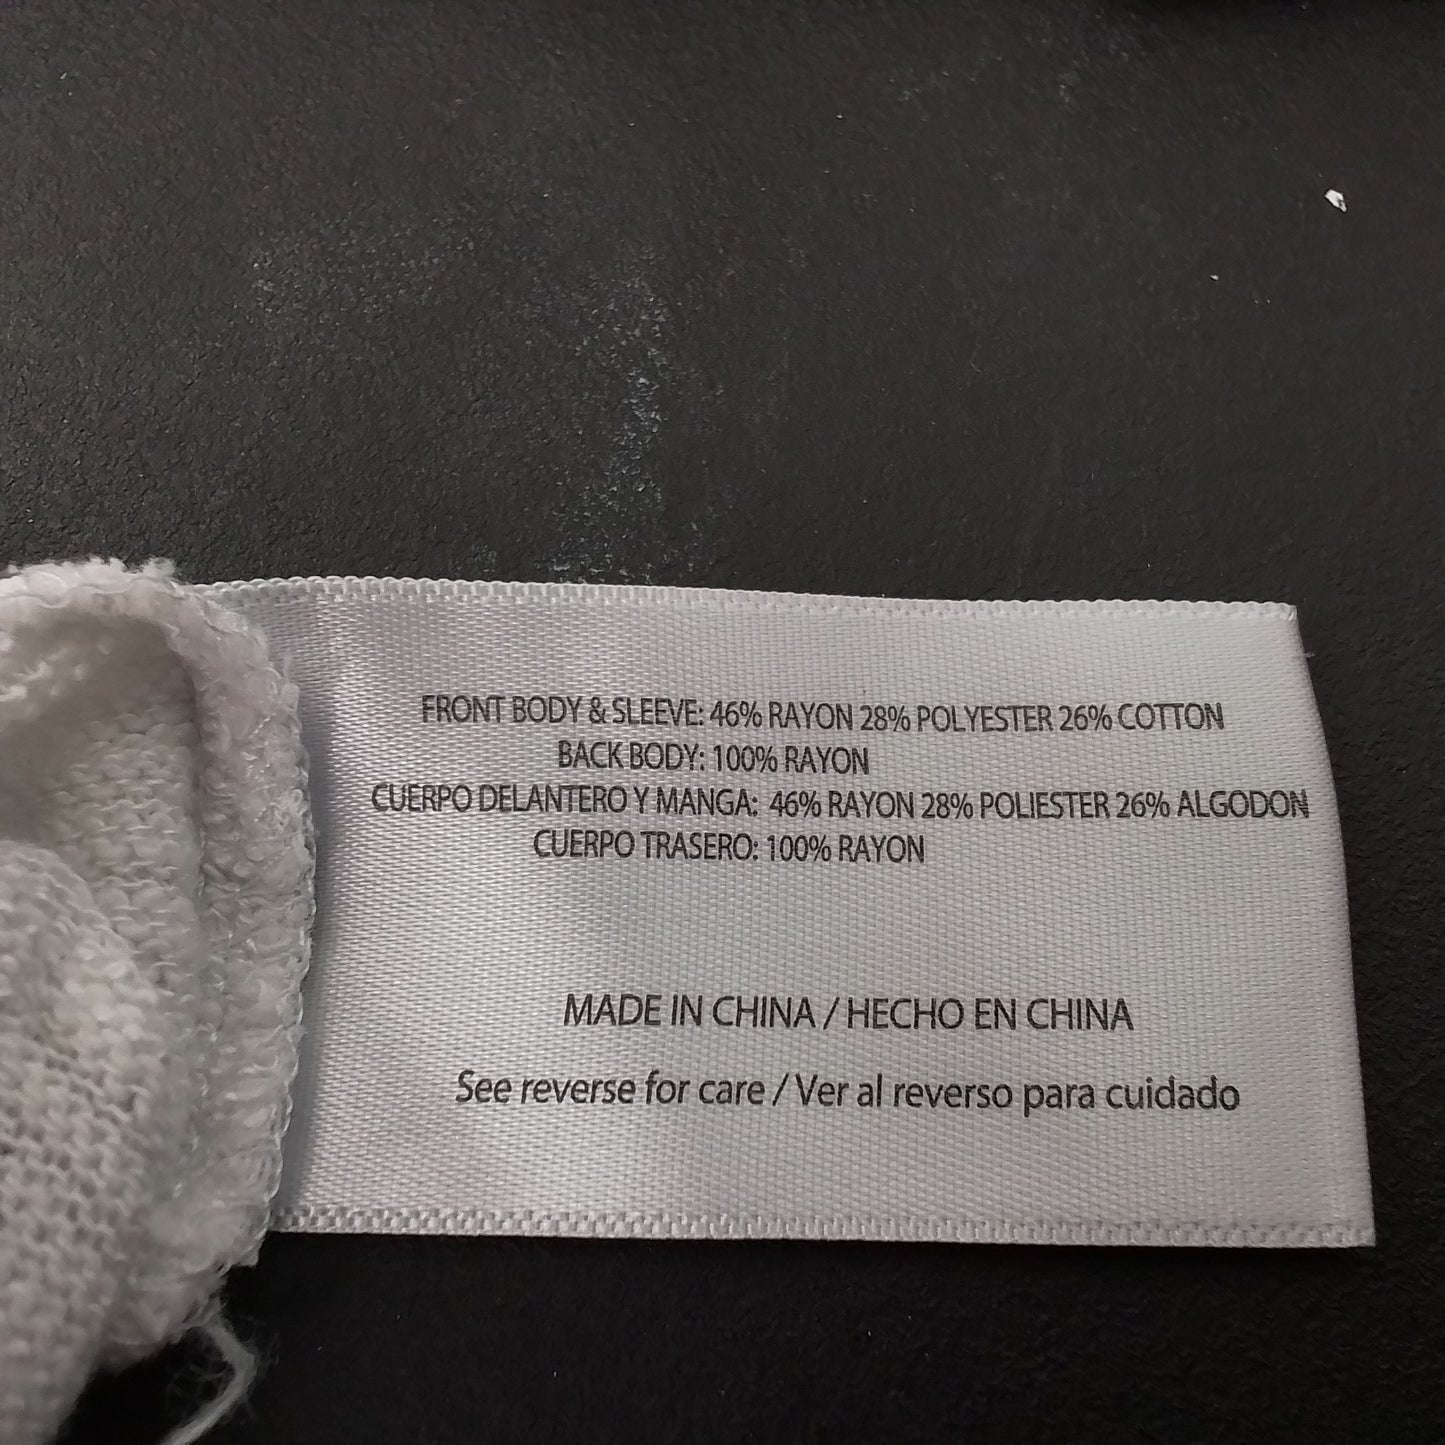 FRONT BODY & SLEEVE: 46% RAYON 28% POLYESTER 26% COTTON
BACK BODY: 100% RAYON
CUERPO DELANTERO Y MANGA: 46% RAYON 28% POLIESTER 26% ALGODON
CUERPO TRASERO: 100% RAYON
MADE IN CHINA / HECHO EN CHINA
See reverse for care / Ver al reverso para cuidado